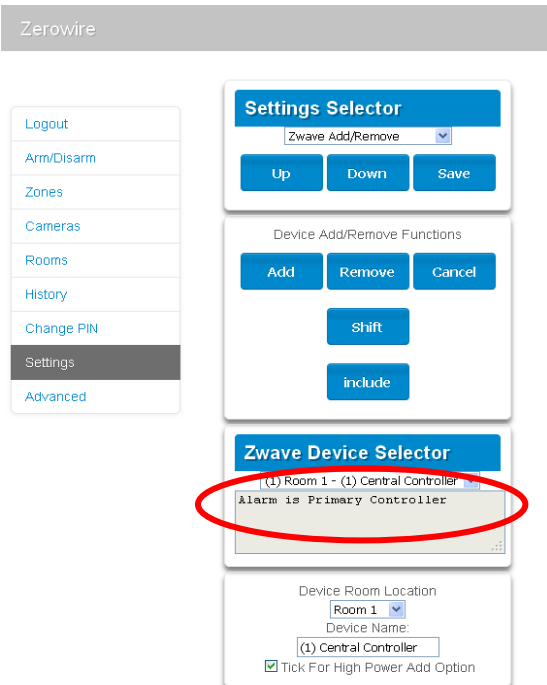 Zerowire
Logout
Arm/Disarm
Zones
Cameras
Rooms
History
Change PIN
Settings
Advanced
Settings Selector
Zwave Add/Remove
Up Down Save
Device Add/Remove Functions
Add Remove Cancel
Shift
include
Zwave Device Selector
(1) Room 1 - (1) Central Controller
Alarm is Primary Controller
Device Room Location
Room 1
Device Name:
(1) Central Controller
Tick For High Power Add Option